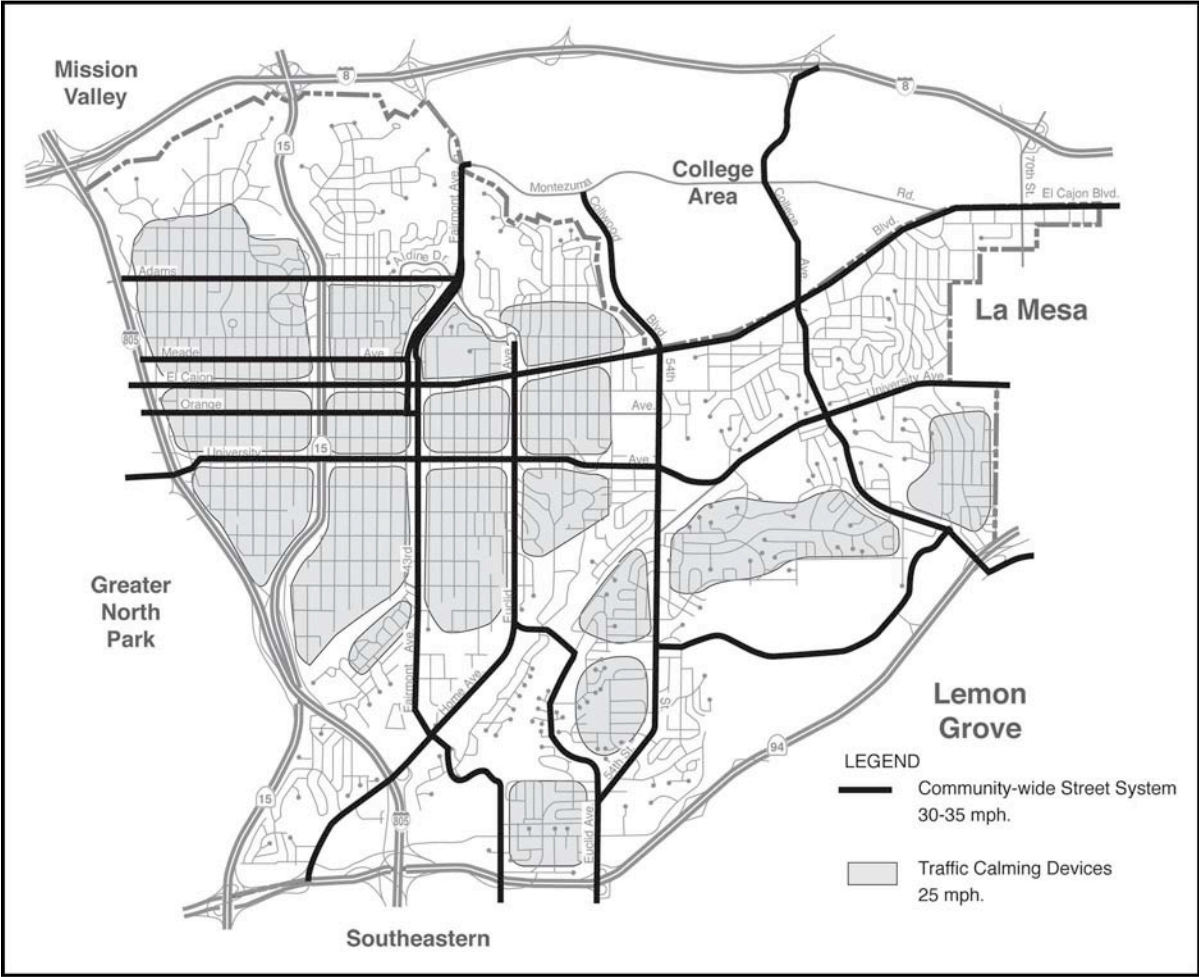 Mission
Valley
8
8
15
Fairmont Ave.
Montezuma
Collwood
College
Area
College
Ave.
Rd.
70th St.
El Cajon Blvd.
Blvd.
Aldine Dr.
Adams
La Mesa
805
Blvd.
Meade
Ave.
Ave.
El Cajon
54th
University Ave.
Orange
Ave.
University
15
Ave.
43rd
Greater
North
Park
Euclid
Fairmont Ave
Home Ave.
St.
Lemon
Grove
54th St.
94
LEGEND
Community-wide Street System
30-35 mph.
15
805
Euclid Ave.
Traffic Calming Devices
25 mph.
Southeastern